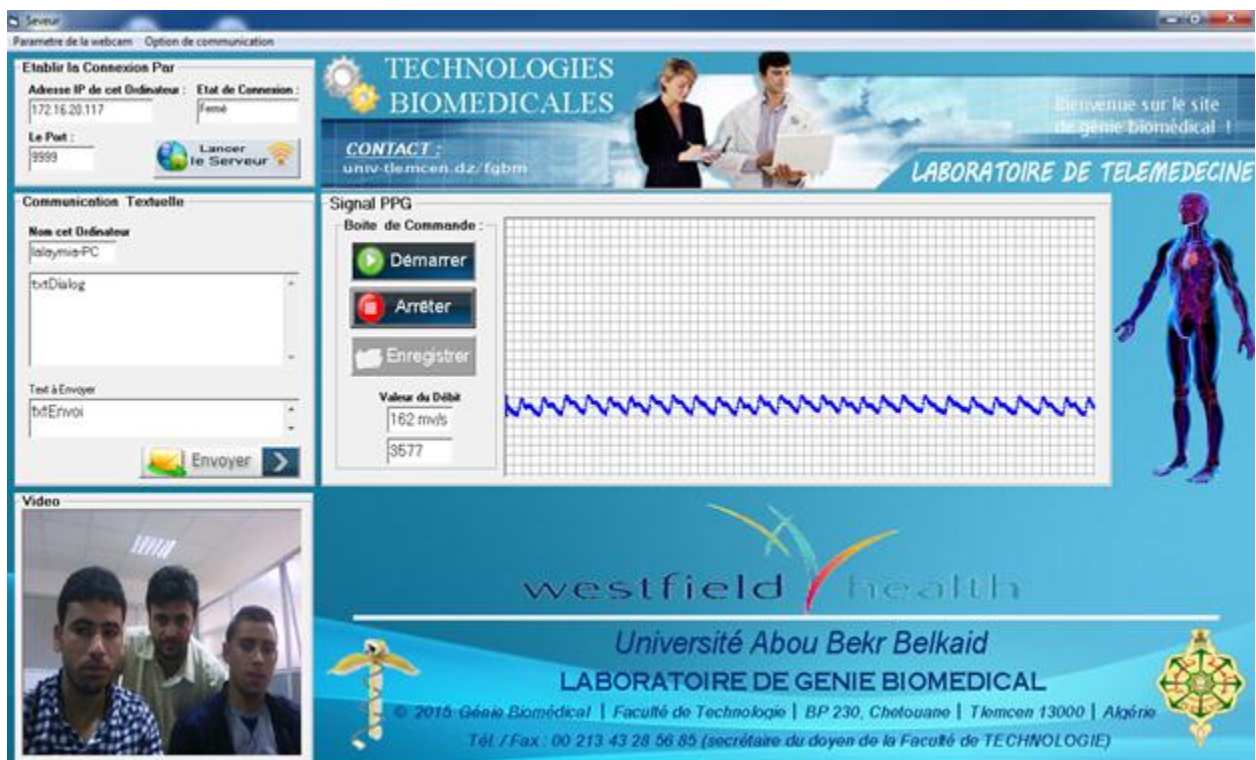 Seveur
Parametre de la webcam Option de communication
Etablir la Connexion Par
Adresse IP de cet Ordinateur : Etat de Connexion :
172.16.20.117 Fermé
Le Port :
9999
Lancer
le Serveur
TECHNOLOGIES
BIOMEDICALES
CONTACT :
univ-tlemcen.dz/fgbm
Bienvenue sur le site
de génie biomédical !
LABORATOIRE DE TELEMEDECINE
Communication Textuelle
Nom cet Ordinateur
lalaymia-PC
txtDialog
Text à Envoyer
txtEnvoi
Envoyer
Signal PPG
Boite de Commande :
Démarrer
Arrêter
Enregistrer
Valeur du Débit
162 mv/s
3577
Video
westfield health
Université Abou Bekr Belkaid
LABORATOIRE DE GENIE BIOMEDICAL
© 2015 Génie Biomédical | Faculté de Technologie | BP 230, Chetouane | Tlemcen 13000 | Algérie
Tél. / Fax : 00 213 43 28 56 85 (secrétaire du doyen de la Faculté de TECHNOLOGIE)